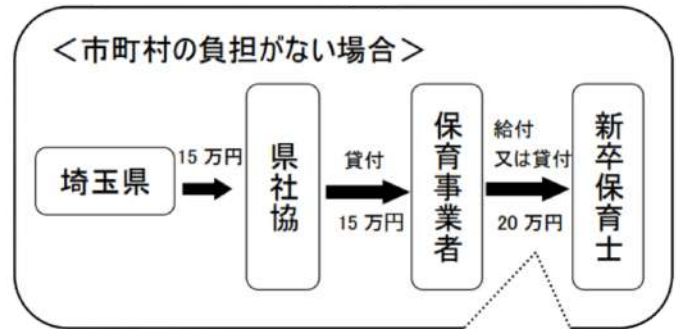 ＜市町村の負担がない場合＞
埼玉県
15 万円
県社協
貸付
15 万円
保育事業者
給付
又は貸付
20 万円
新卒保育士